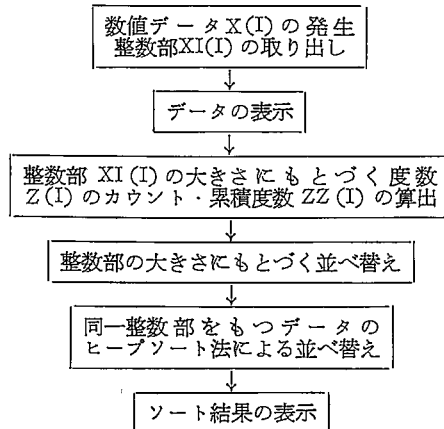 数値データX(I)の発生
整数部XI(I)の取り出し
↓
データの表示
↓
整数部 XI(I)の大きさにもとづく度数
Z(I)のカウント・累積度数 ZZ(I)の算出
↓
整数部の大きさにもとづく並べ替え
↓
同一整数部をもつデータの
ヒープソート法による並べ替え
↓
ソート結果の表示